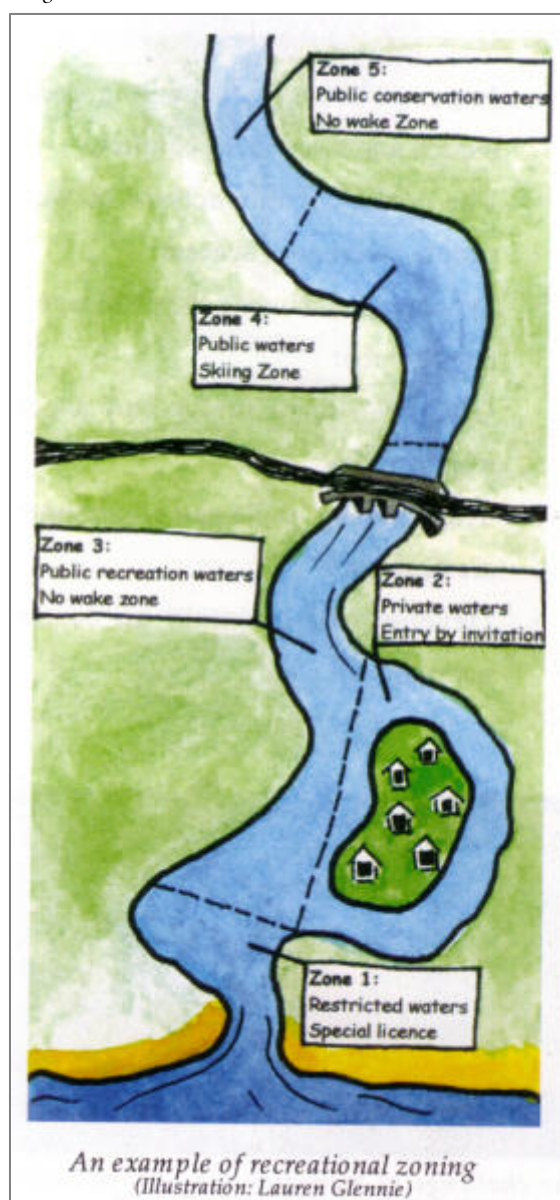 Zone 5:
Public conservation waters
No wake Zone
Zone 4:
Public waters
Skiing Zone
Zone 3:
Public recreation waters
No wake zone
Zone 2:
Private waters
Entry by invitation
Zone 1:
Restricted waters
Special licence
An example of recreational zoning
(Illustration: Lauren Glennie)